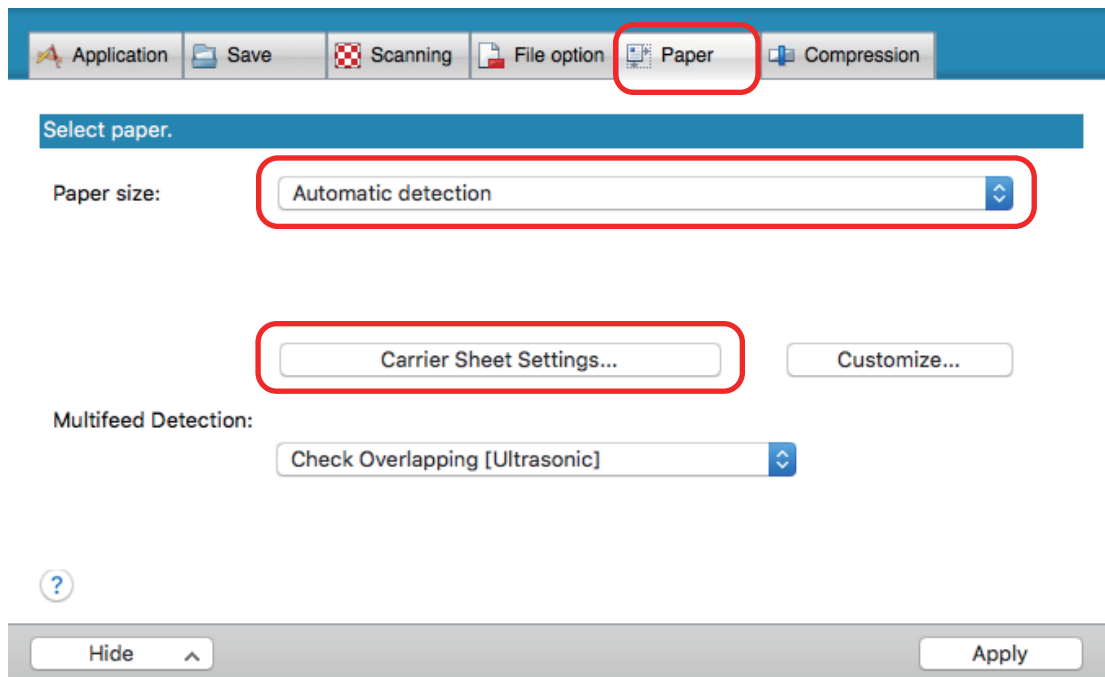 Application Save Scanning File option Paper Compression
Select paper.
Paper size: Automatic detection
Carrier Sheet Settings... Customize...
Multifeed Detection:
Check Overlapping [Ultrasonic]
?
Hide Apply